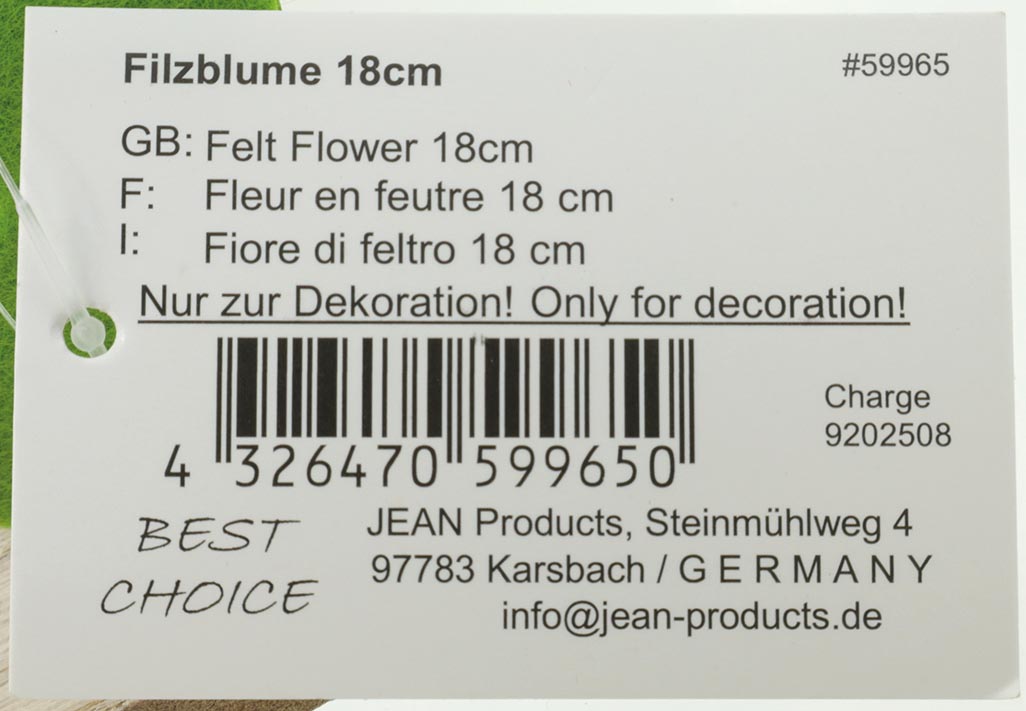 Filzblume 18cm
#59965
GB: Felt Flower 18cm
F: Fleur en feutre 18 cm
I: Fiore di feltro 18 cm
Nur zur Dekoration! Only for decoration!
Charge
9202508
4 326470 599650
BEST
CHOICE
JEAN Products, Steinmühlweg 4
97783 Karsbach / G E R M A N Y
info@jean-products.de